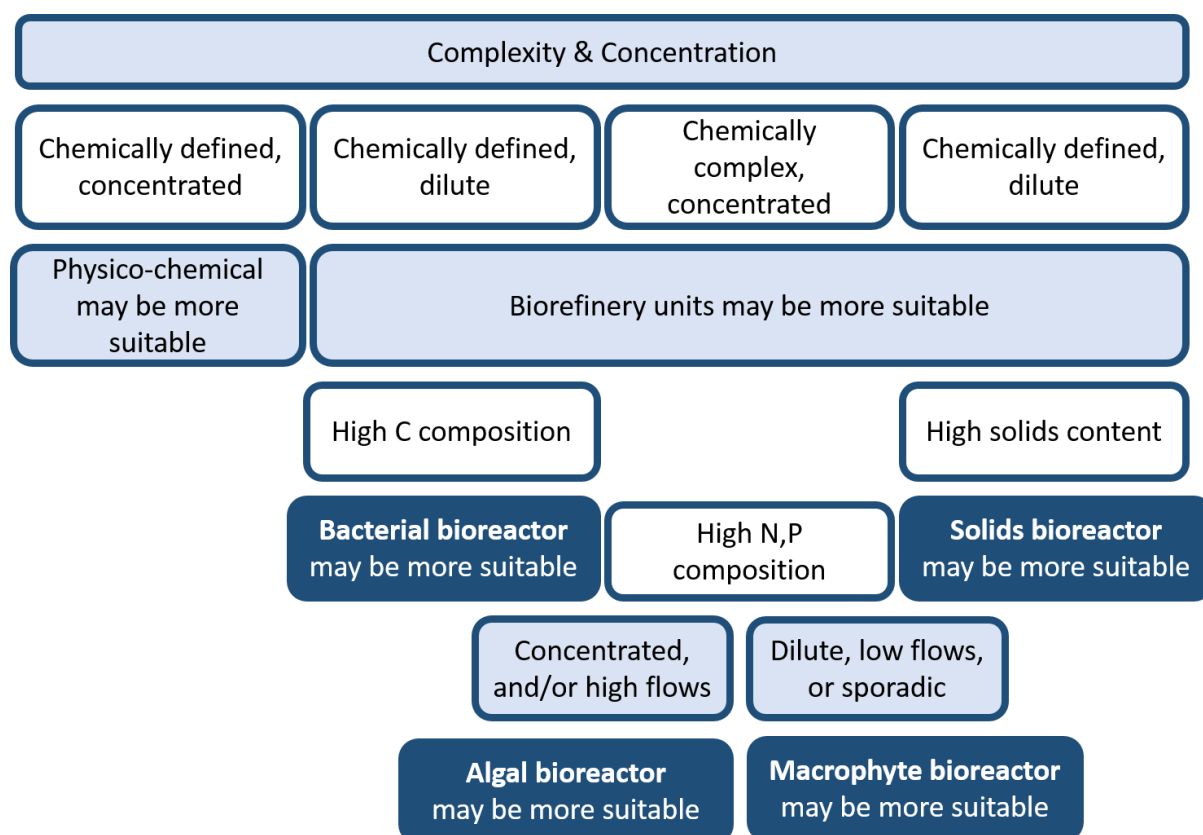 Complexity & Concentration
Chemically defined,
concentrated
Chemically defined,
dilute
Chemically
complex,
concentrated
Chemically defined,
dilute
Physico-chemical
may be more
suitable
Biorefinery units may be more suitable
High C composition
High solids content
Bacterial bioreactor
may be more suitable
High N,P
composition
Solids bioreactor
may be more suitable
Concentrated,
and/or high flows
Dilute, low flows,
or sporadic
Algal bioreactor
may be more suitable
Macrophyte bioreactor
may be more suitable